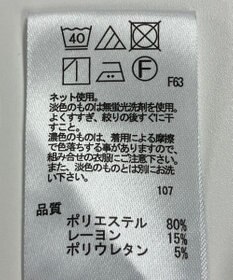 40
F
F63
ネット使用。
淡色のものは無蛍光洗剤を使用。
よくすすぎ、絞りの後すぐに干
すこと。
濃色のものは、着用による摩擦
で色落ちする事がありますので、
組み合せの衣服にご注意下さい。
また、淡色のものとは別にお洗
い下さい。
107
品質
ポリエステル 80%
レーヨン 15%
ポリウレタン 5%